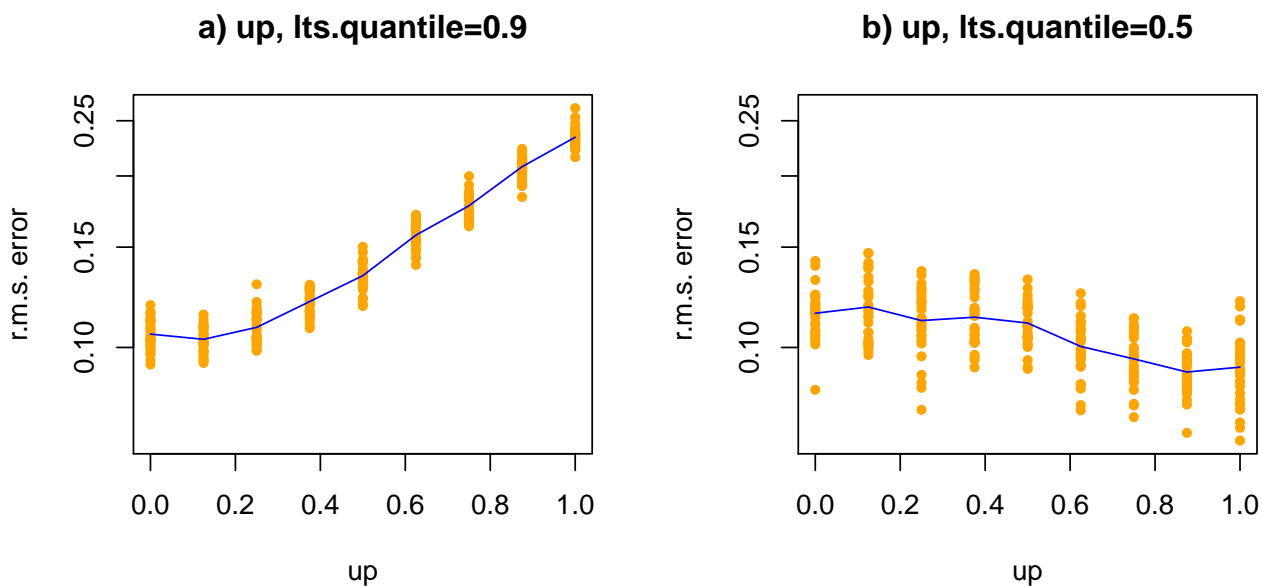 a) up, lts.quantile=0.9
r.m.s. error
0.25
0.15
0.10
0.0 0.2 0.4 0.6 0.8 1.0
up
b) up, lts.quantile=0.5
r.m.s. error
0.25
0.15
0.10
0.0 0.2 0.4 0.6 0.8 1.0
up